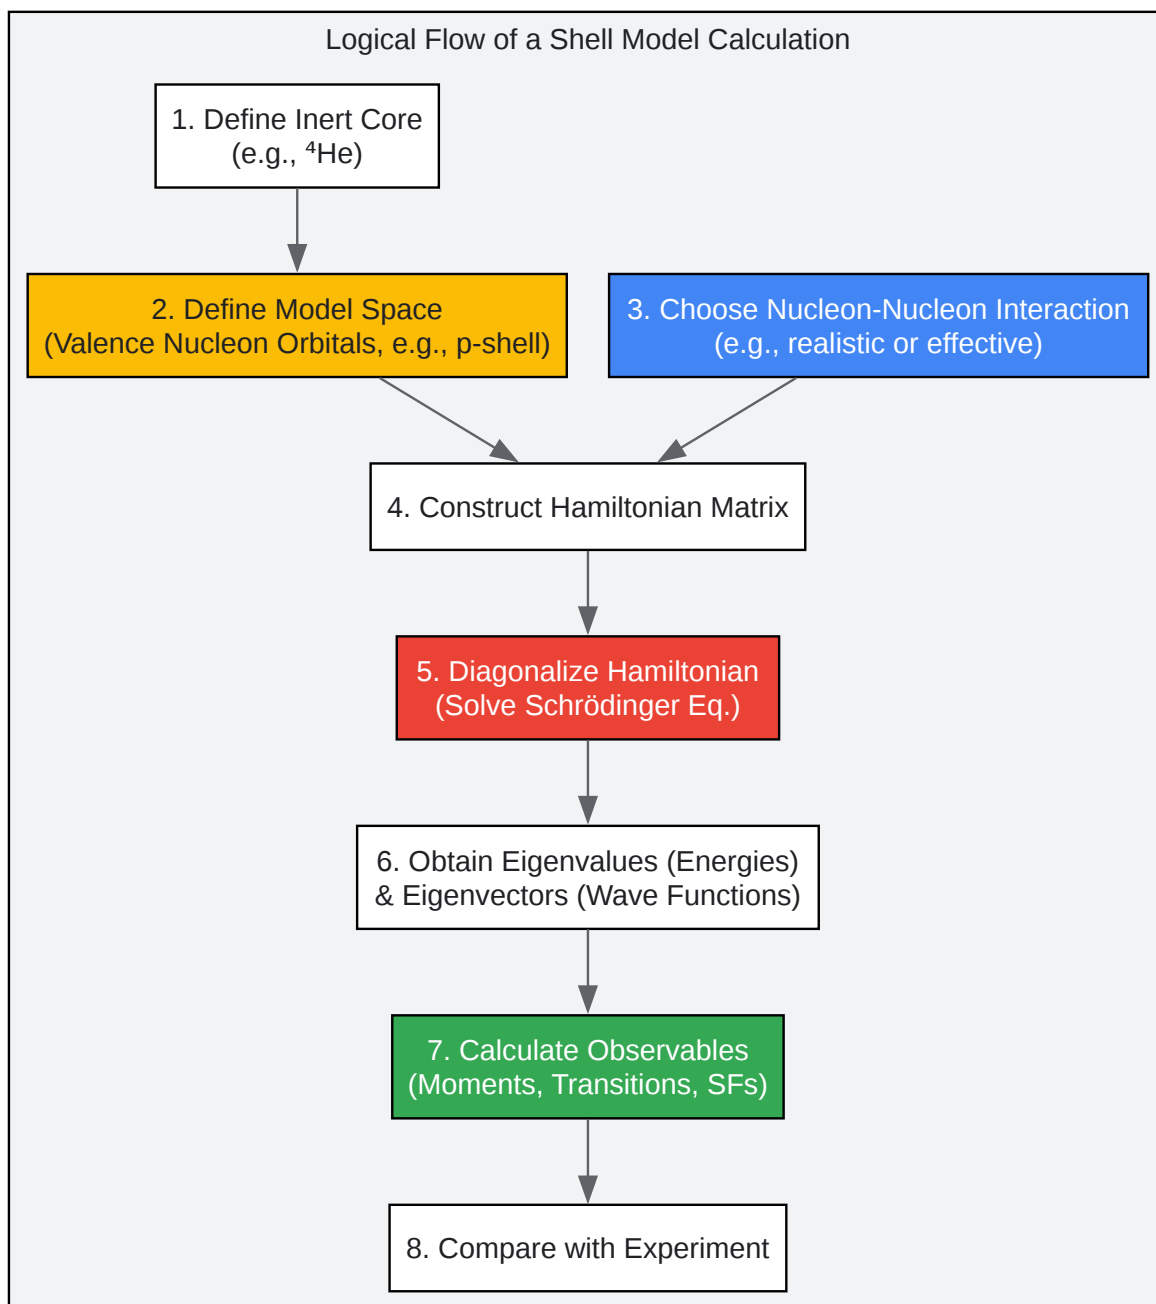 Logical Flow of a Shell Model Calculation
1. Define Inert Core
(e.g., ⁴He)
2. Define Model Space
(Valence Nucleon Orbitals, e.g., p-shell)
3. Choose Nucleon-Nucleon Interaction
(e.g., realistic or effective)
4. Construct Hamiltonian Matrix
5. Diagonalize Hamiltonian
(Solve Schrödinger Eq.)
6. Obtain Eigenvalues (Energies)
& Eigenvectors (Wave Functions)
7. Calculate Observables
(Moments, Transitions, SFs)
8. Compare with Experiment